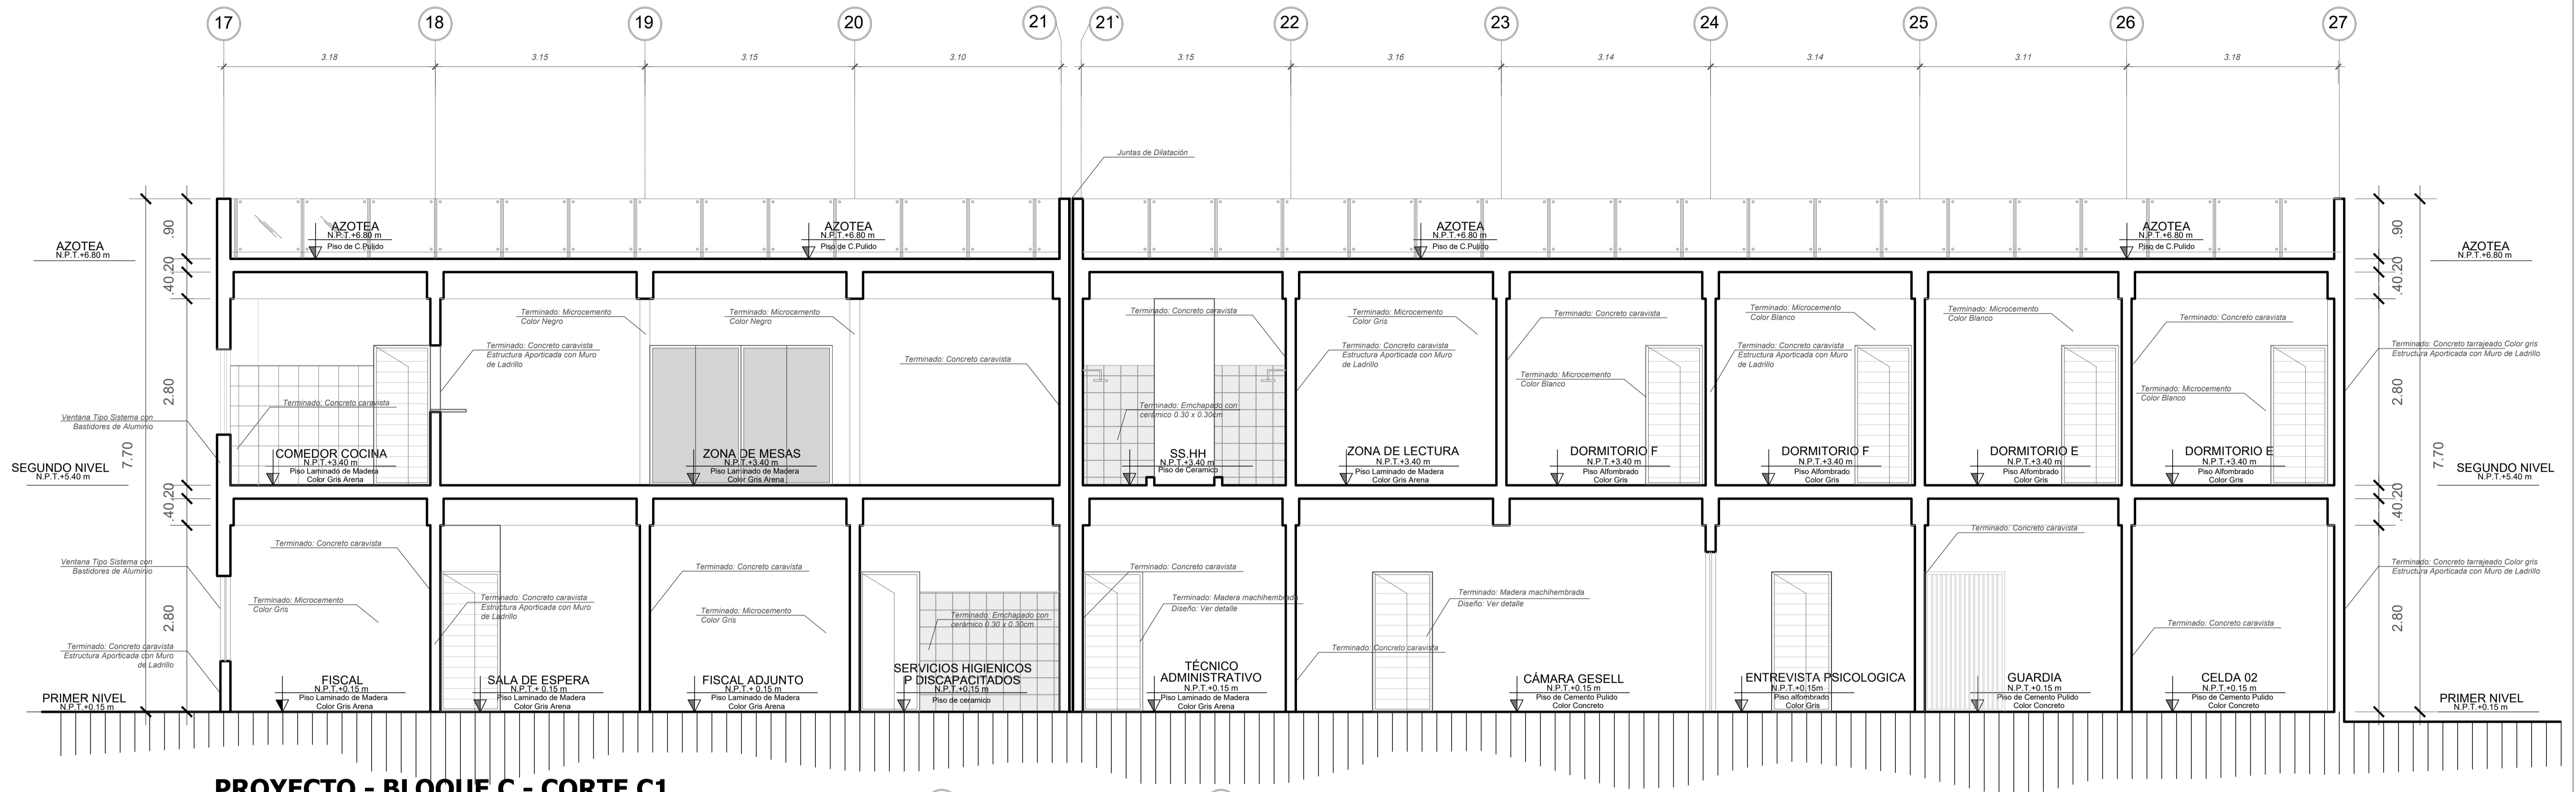 17 18 19 20 21 21` 22 23 24 25 26 27
3.18 3.15 3.15 3.10 3.15 3.16 3.14 3.14 3.11 3.18
Juntas de Dilatación
AZOTEA
N.P.T.+6.80 m
.90
.20
.40
AZOTEA
N.P.T.+6.80 m
Piso de C.Pulido
AZOTEA
N.P.T.+6.80 m
Piso de C.Pulido
AZOTEA
N.P.T.+6.80 m
Piso de C.Pulido
AZOTEA
N.P.T.+6.80 m
Piso de C.Pulido
.90
.20
.40
AZOTEA
N.P.T.+6.80 m
Terminado: Microcemento
Color Negro
Terminado: Concreto caravista
Estructura Aporticada con Muro
de Ladrillo
Terminado: Microcemento
Color Negro
Terminado: Concreto caravista
Terminado: Concreto caravista
Terminado: Microcemento
Color Gris
Terminado: Concreto caravista
Estructura Aporticada con Muro
de Ladrillo
Terminado: Concreto caravista
Terminado: Microcemento
Color Blanco
Terminado: Microcemento
Color Blanco
Terminado: Concreto caravista
Estructura Aporticada con Muro
de Ladrillo
Terminado: Microcemento
Color Blanco
Terminado: Concreto caravista
Terminado: Microcemento
Color Blanco
Terminado: Concreto tarrajeado Color gris
Estructura Aporticada con Muro de Ladrillo
2.80
7.70
Ventana Tipo Sistema con
Bastidores de Aluminio
Terminado: Concreto caravista
Terminado: Emchapado con
cerámico 0.30 x 0.30cm
2.80
7.70
SEGUNDO NIVEL
N.P.T.+5.40 m
COMEDOR COCINA
N.P.T.+3.40 m
Piso Laminado de Madera
Color Gris Arena
ZONA DE MESAS
N.P.T.+3.40 m
Piso Laminado de Madera
Color Gris Arena
SS.HH
N.P.T.+3.40 m
Piso de Ceramico
ZONA DE LECTURA
N.P.T.+3.40 m
Piso Laminado de Madera
Color Gris Arena
DORMITORIO F
N.P.T.+3.40 m
Piso Alfombrado
Color Gris
DORMITORIO F
N.P.T.+3.40 m
Piso Alfombrado
Color Gris
DORMITORIO E
N.P.T.+3.40 m
Piso Alfombrado
Color Gris
DORMITORIO E
N.P.T.+3.40 m
Piso Alfombrado
Color Gris
SEGUNDO NIVEL
N.P.T.+5.40 m
.20
.40
.20
.40
Ventana Tipo Sistema con
Bastidores de Aluminio
2.80
Terminado: Concreto caravista
Estructura Aporticada con Muro
de Ladrillo
Terminado: Concreto caravista
Terminado: Microcemento
Color Gris
Terminado: Concreto caravista
Estructura Aporticada con Muro
de Ladrillo
Terminado: Concreto caravista
Terminado: Microcemento
Color Gris
Terminado: Emchapado con
cerámico 0.30 x 0.30cm
Terminado: Concreto caravista
Terminado: Madera machihembrada
Diseño: Ver detalle
Terminado: Concreto caravista
Terminado: Madera machihembrada
Diseño: Ver detalle
Terminado: Concreto caravista
Terminado: Concreto caravista
Terminado: Concreto tarrajeado Color gris
Estructura Aporticada con Muro de Ladrillo
2.80
PRIMER NIVEL
N.P.T.+0.15 m
FISCAL
N.P.T.+0.15 m
Piso Laminado de Madera
Color Gris Arena
SALA DE ESPERA
N.P.T.+ 0.15 m
Piso Laminado de Madera
Color Gris Arena
FISCAL ADJUNTO
N.P.T.+ 0.15 m
Piso Laminado de Madera
Color Gris Arena
SERVICIOS HIGIENICOS
P DISCAPACITADOS
N.P.T.+0.15 m
Piso de ceramico
TÉCNICO
ADMINISTRATIVO
N.P.T.+0.15 m
Piso Laminado de Madera
Color Gris Arena
CÁMARA GESELL
N.P.T.+0.15 m
Piso de Cemento Pulido
Color Concreto
ENTREVISTA PSICOLOGICA
N.P.T.+0.15m
Piso alfombrado
Color Gris
GUARDIA
N.P.T.+0.15 m
Piso de Cemento Pulido
Color Concreto
CELDA 02
N.P.T.+0.15 m
Piso de Cemento Pulido
Color Concreto
PRIMER NIVEL
N.P.T.+0.15 m
PROYECTO - BLOQUE C - CORTE C1